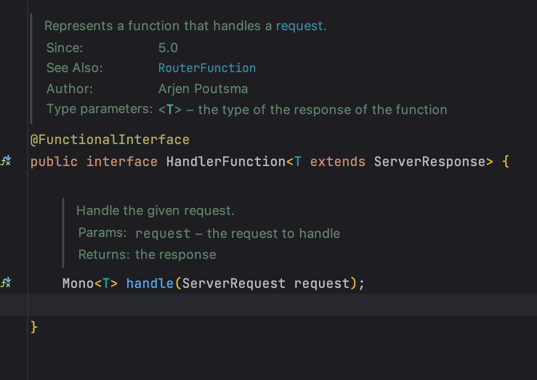 Represents a function that handles a request.
Since: 5.0
See Also: RouterFunction
Author: Arjen Poutsma
Type parameters: <T> – the type of the response of the function
@FunctionalInterface
public interface HandlerFunction<T extends ServerResponse> {
Handle the given request.
Params: request – the request to handle
Returns: the response
Mono<T> handle(ServerRequest request);
}